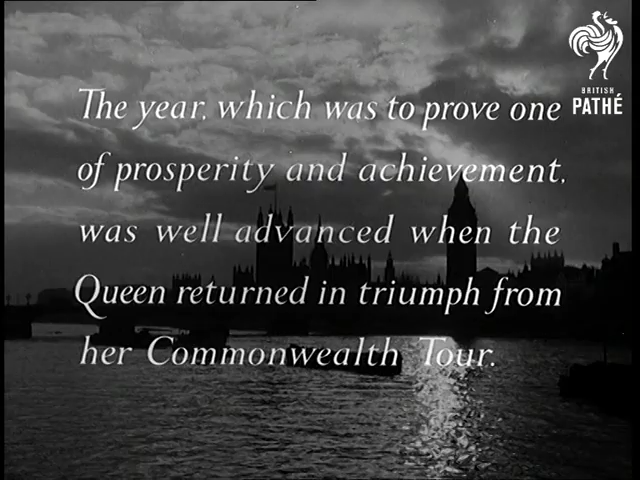 The year, which was to prove one
of prosperity and achievement,
was well advanced when the
Queen returned in triumph from
her Commonwealth Tour.
BRITISH
PATHÉ